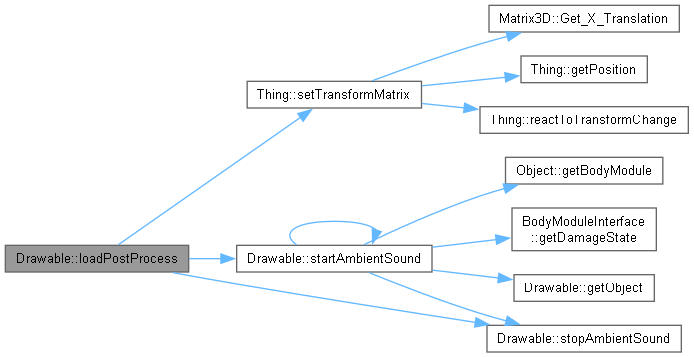 Matrix3D::Get_X_Translation
Thing::getPosition
Thing::setTransformMatrix
Thing::reactToTransformChange
Object::getBodyModule
BodyModuleInterface
::getDamageState
Drawable::loadPostProcess
Drawable::startAmbientSound
Drawable::getObject
Drawable::stopAmbientSound